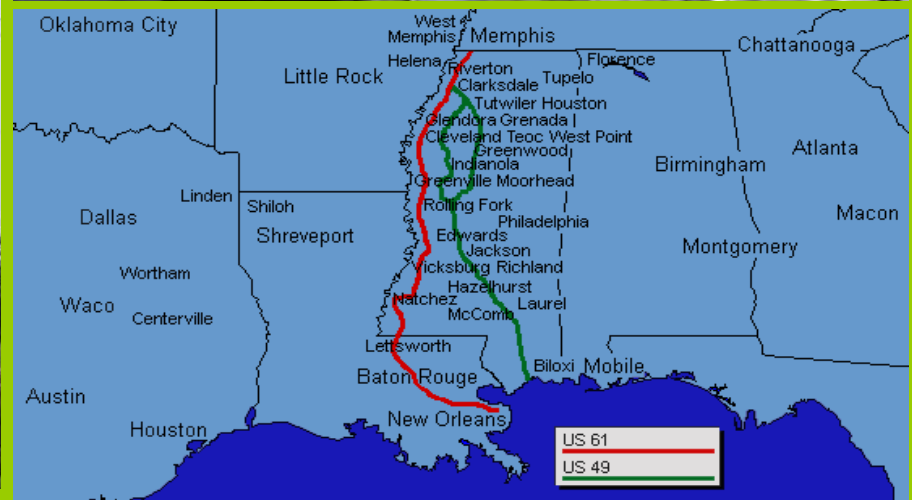 Oklahoma City
West
Memphis
Memphis
Chattanooga
Helena
Riverton
Florence
Little Rock
Tupelo
Clarksdale
Tutwiler Houston
Glendora Grenada
Cleveland Teoc West Point
Greenwood
Atlanta
Indianola
Birmingham
Greenville Moorhead
Linden
Shiloh
Rolling Fork
Dallas
Macon
Philadelphia
Shreveport
Edwards
Montgomery
Jackson
Vicksburg Richland
Wortham
Hazelhurst
Natchez
Laurel
Waco
McComb
Centerville
Lettsworth
Biloxi
Mobile
Baton Rouge
Austin
New Orleans
Houston
US 61
US 49